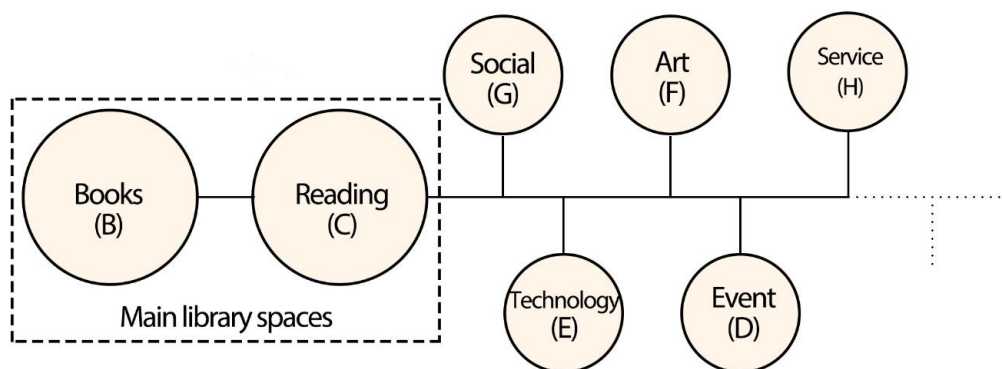 Social
(G)
Art
(F)
Service
(H)
Books
(B)
Reading
(C)
Main library spaces
Technology
(E)
Event
(D)